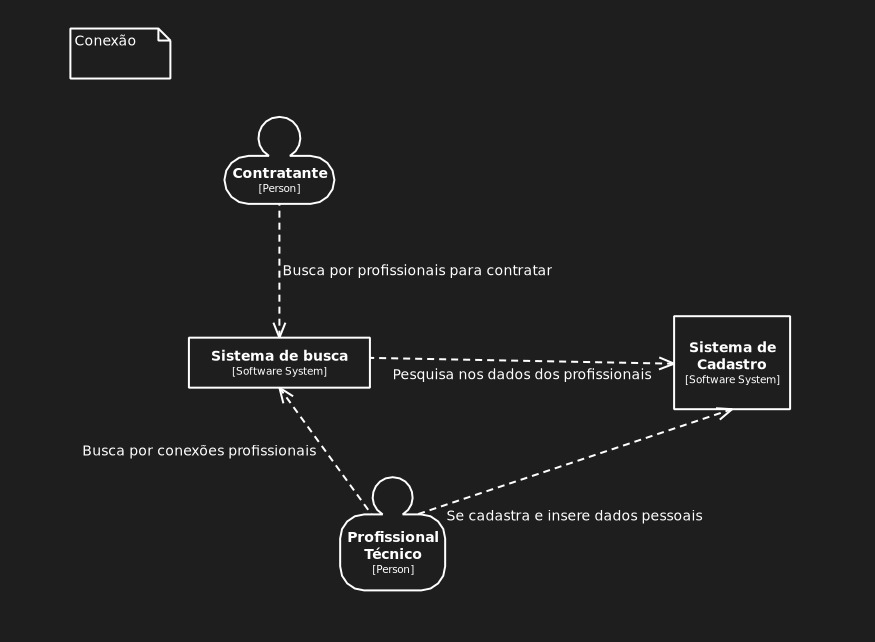 Conexão
Contratante
[Person]
Busca por profissionais para contratar
Sistema de busca
[Software System]
Sistema de
Cadastro
[Software System]
Pesquisa nos dados dos profissionais
Busca por conexões profissionais
Se cadastra e insere dados pessoais
Profissional
Técnico
[Person]